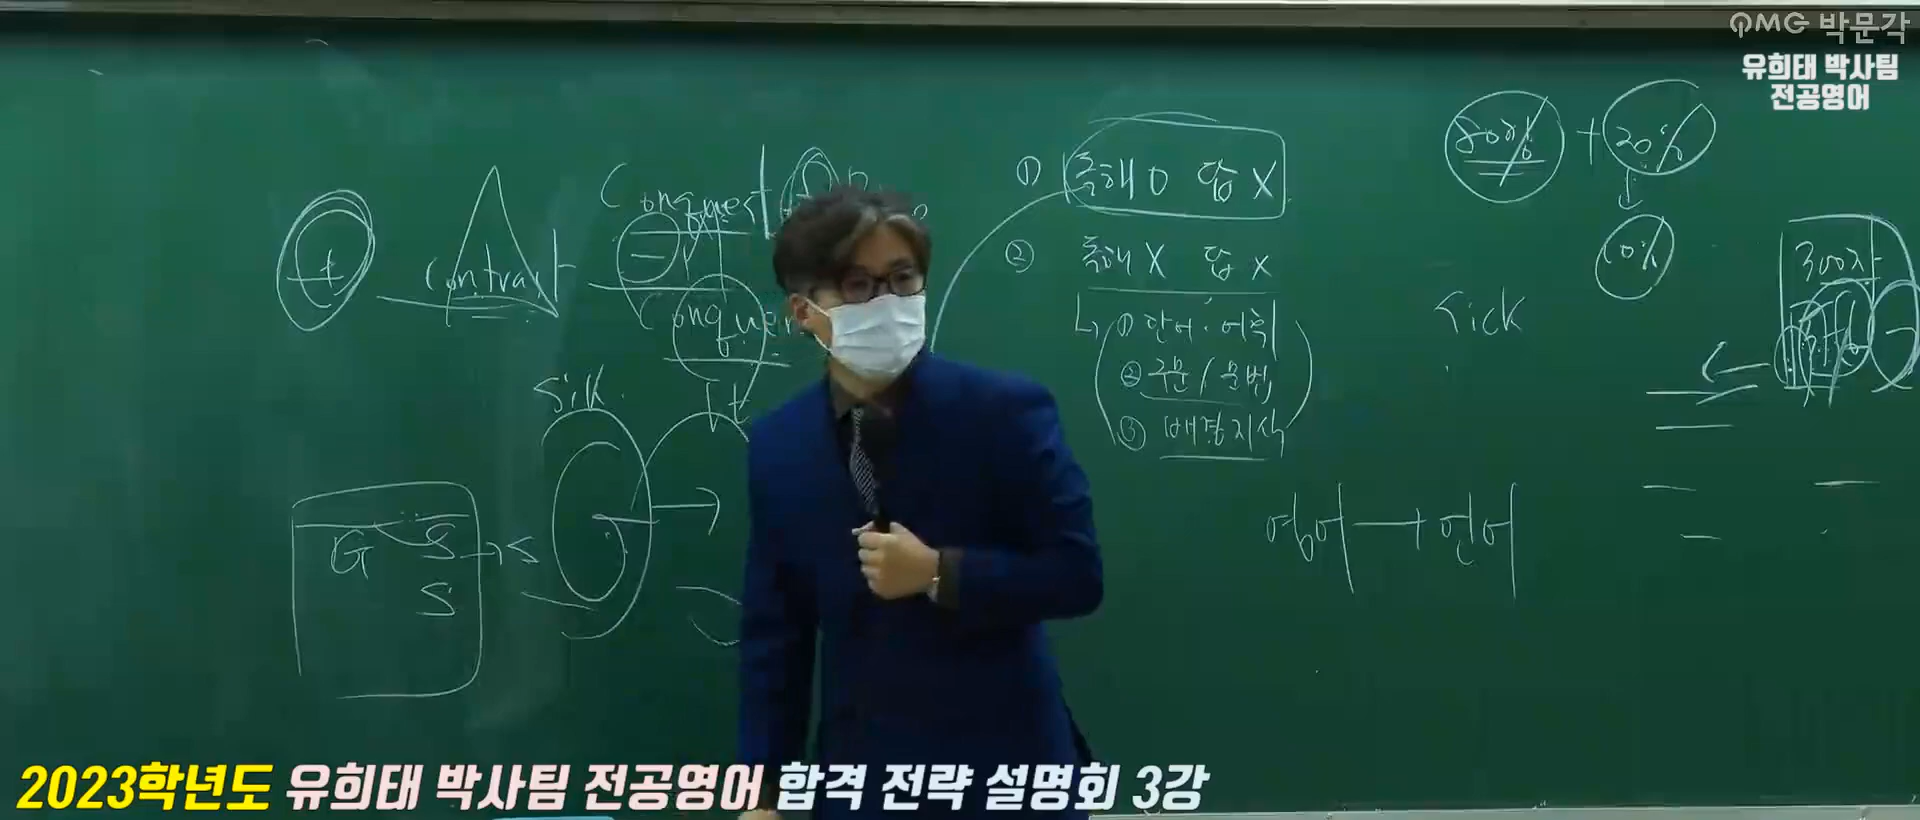 PMG 박문각
유희태 박사팀
전공영어
80% + 20%
10%
300자
+ contrast -
Conquest
Conquer
It
sik
G S → S
S
① 독해 O 답 X
② 독해 X 답 X
① 단어·어휘
② 구문/문법
③ 배경지식
sick
영어 → 언어
2023학년도 유희태 박사팀 전공영어 합격 전략 설명회 3강